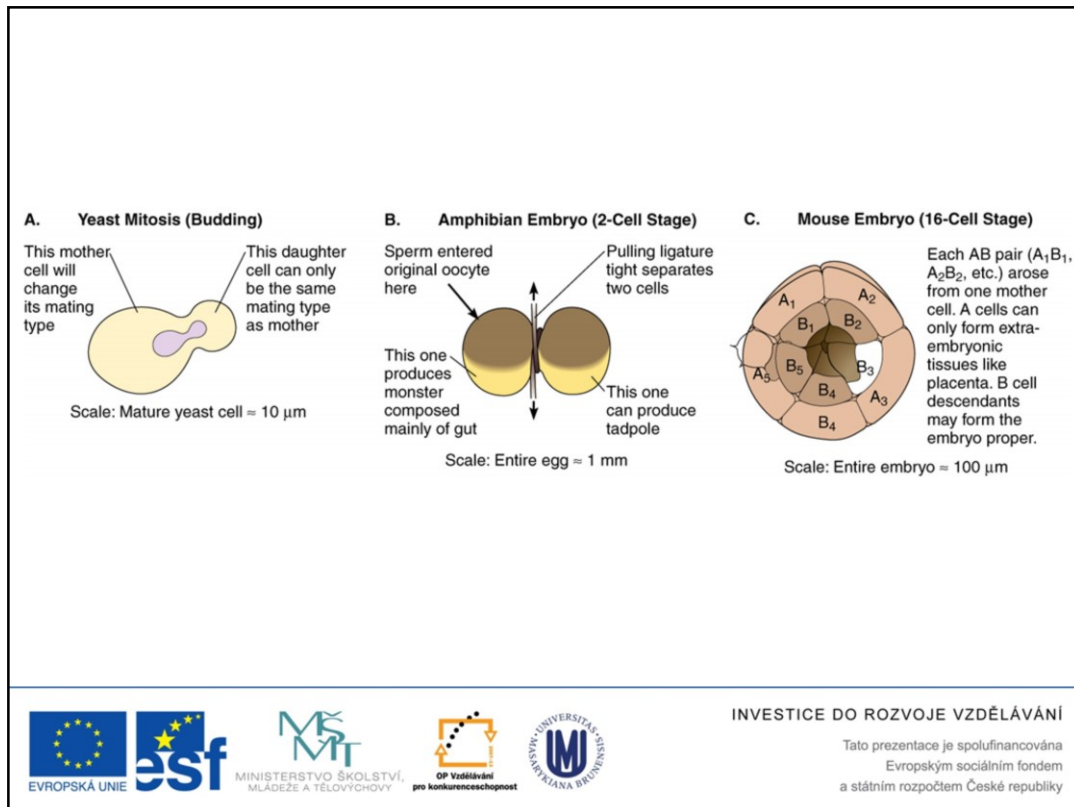 A. Yeast Mitosis (Budding)
This mother
cell will
change
its mating
type
This daughter
cell can only
be the same
mating type
as mother
Scale: Mature yeast cell ≈ 10 μm
B. Amphibian Embryo (2-Cell Stage)
Sperm entered
original oocyte
here
Pulling ligature
tight separates
two cells
This one
produces
monster
composed
mainly of gut
This one
can produce
tadpole
Scale: Entire egg ≈ 1 mm
C. Mouse Embryo (16-Cell Stage)
A₁
A₂
B₁
B₂
A₅
B₅
B₃
B₄
A₃
B₄
Each AB pair (A₁B₁,
A₂B₂, etc.) arose
from one mother
cell. A cells can
only form extra-
embryonic
tissues like
placenta. B cell
descendants
may form the
embryo proper.
Scale: Entire embryo ≈ 100 μm
EVROPSKÁ UNIE
esf
MŠMT
MINISTERSTVO ŠKOLSTVÍ,
MLÁDEŽE A TĚLOVÝCHOVY
OP Vzdělávání
pro konkurenceschopnost
UNIVERSITAS
MASARYKIANA BRUNENSIS
INVESTICE DO ROZVOJE VZDĚLÁVÁNÍ
Tato prezentace je spolufinancována
Evropským sociálním fondem
a státním rozpočtem České republiky